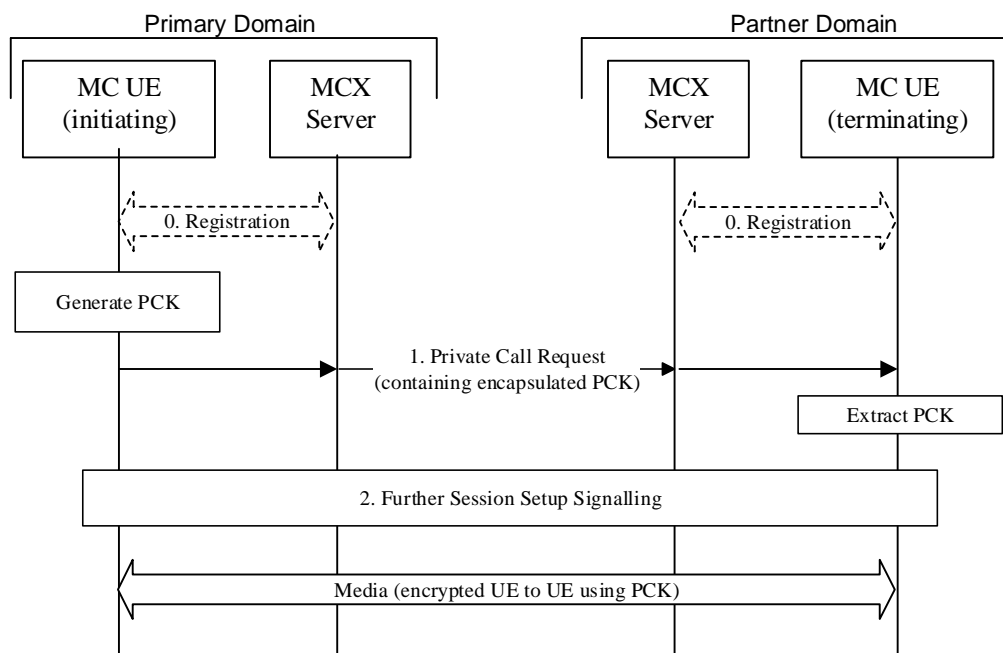 Primary Domain
Partner Domain
MC UE
(initiating)
MCX
Server
MCX
Server
MC UE
(terminating)
0. Registration
0. Registration
Generate PCK
1. Private Call Request
(containing encapsulated PCK)
Extract PCK
2. Further Session Setup Signalling
Media (encrypted UE to UE using PCK)